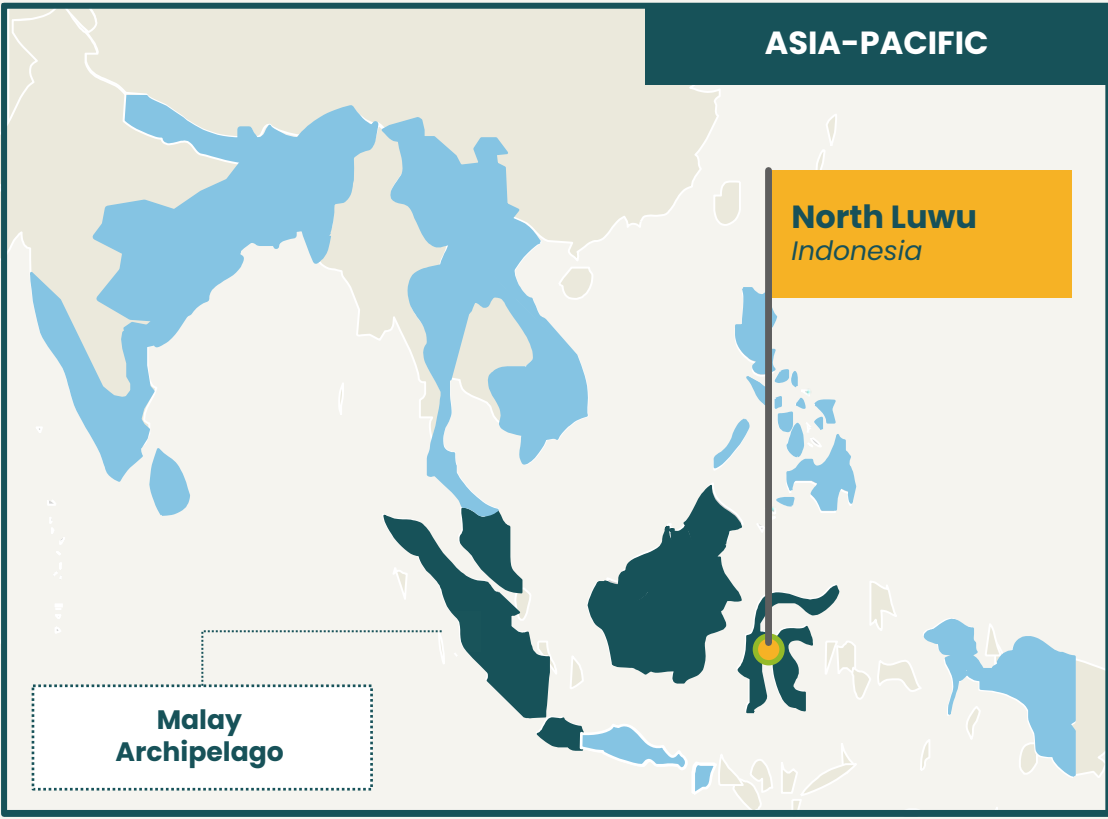 ASIA-PACIFIC
North Luwu
Indonesia
Malay
Archipelago